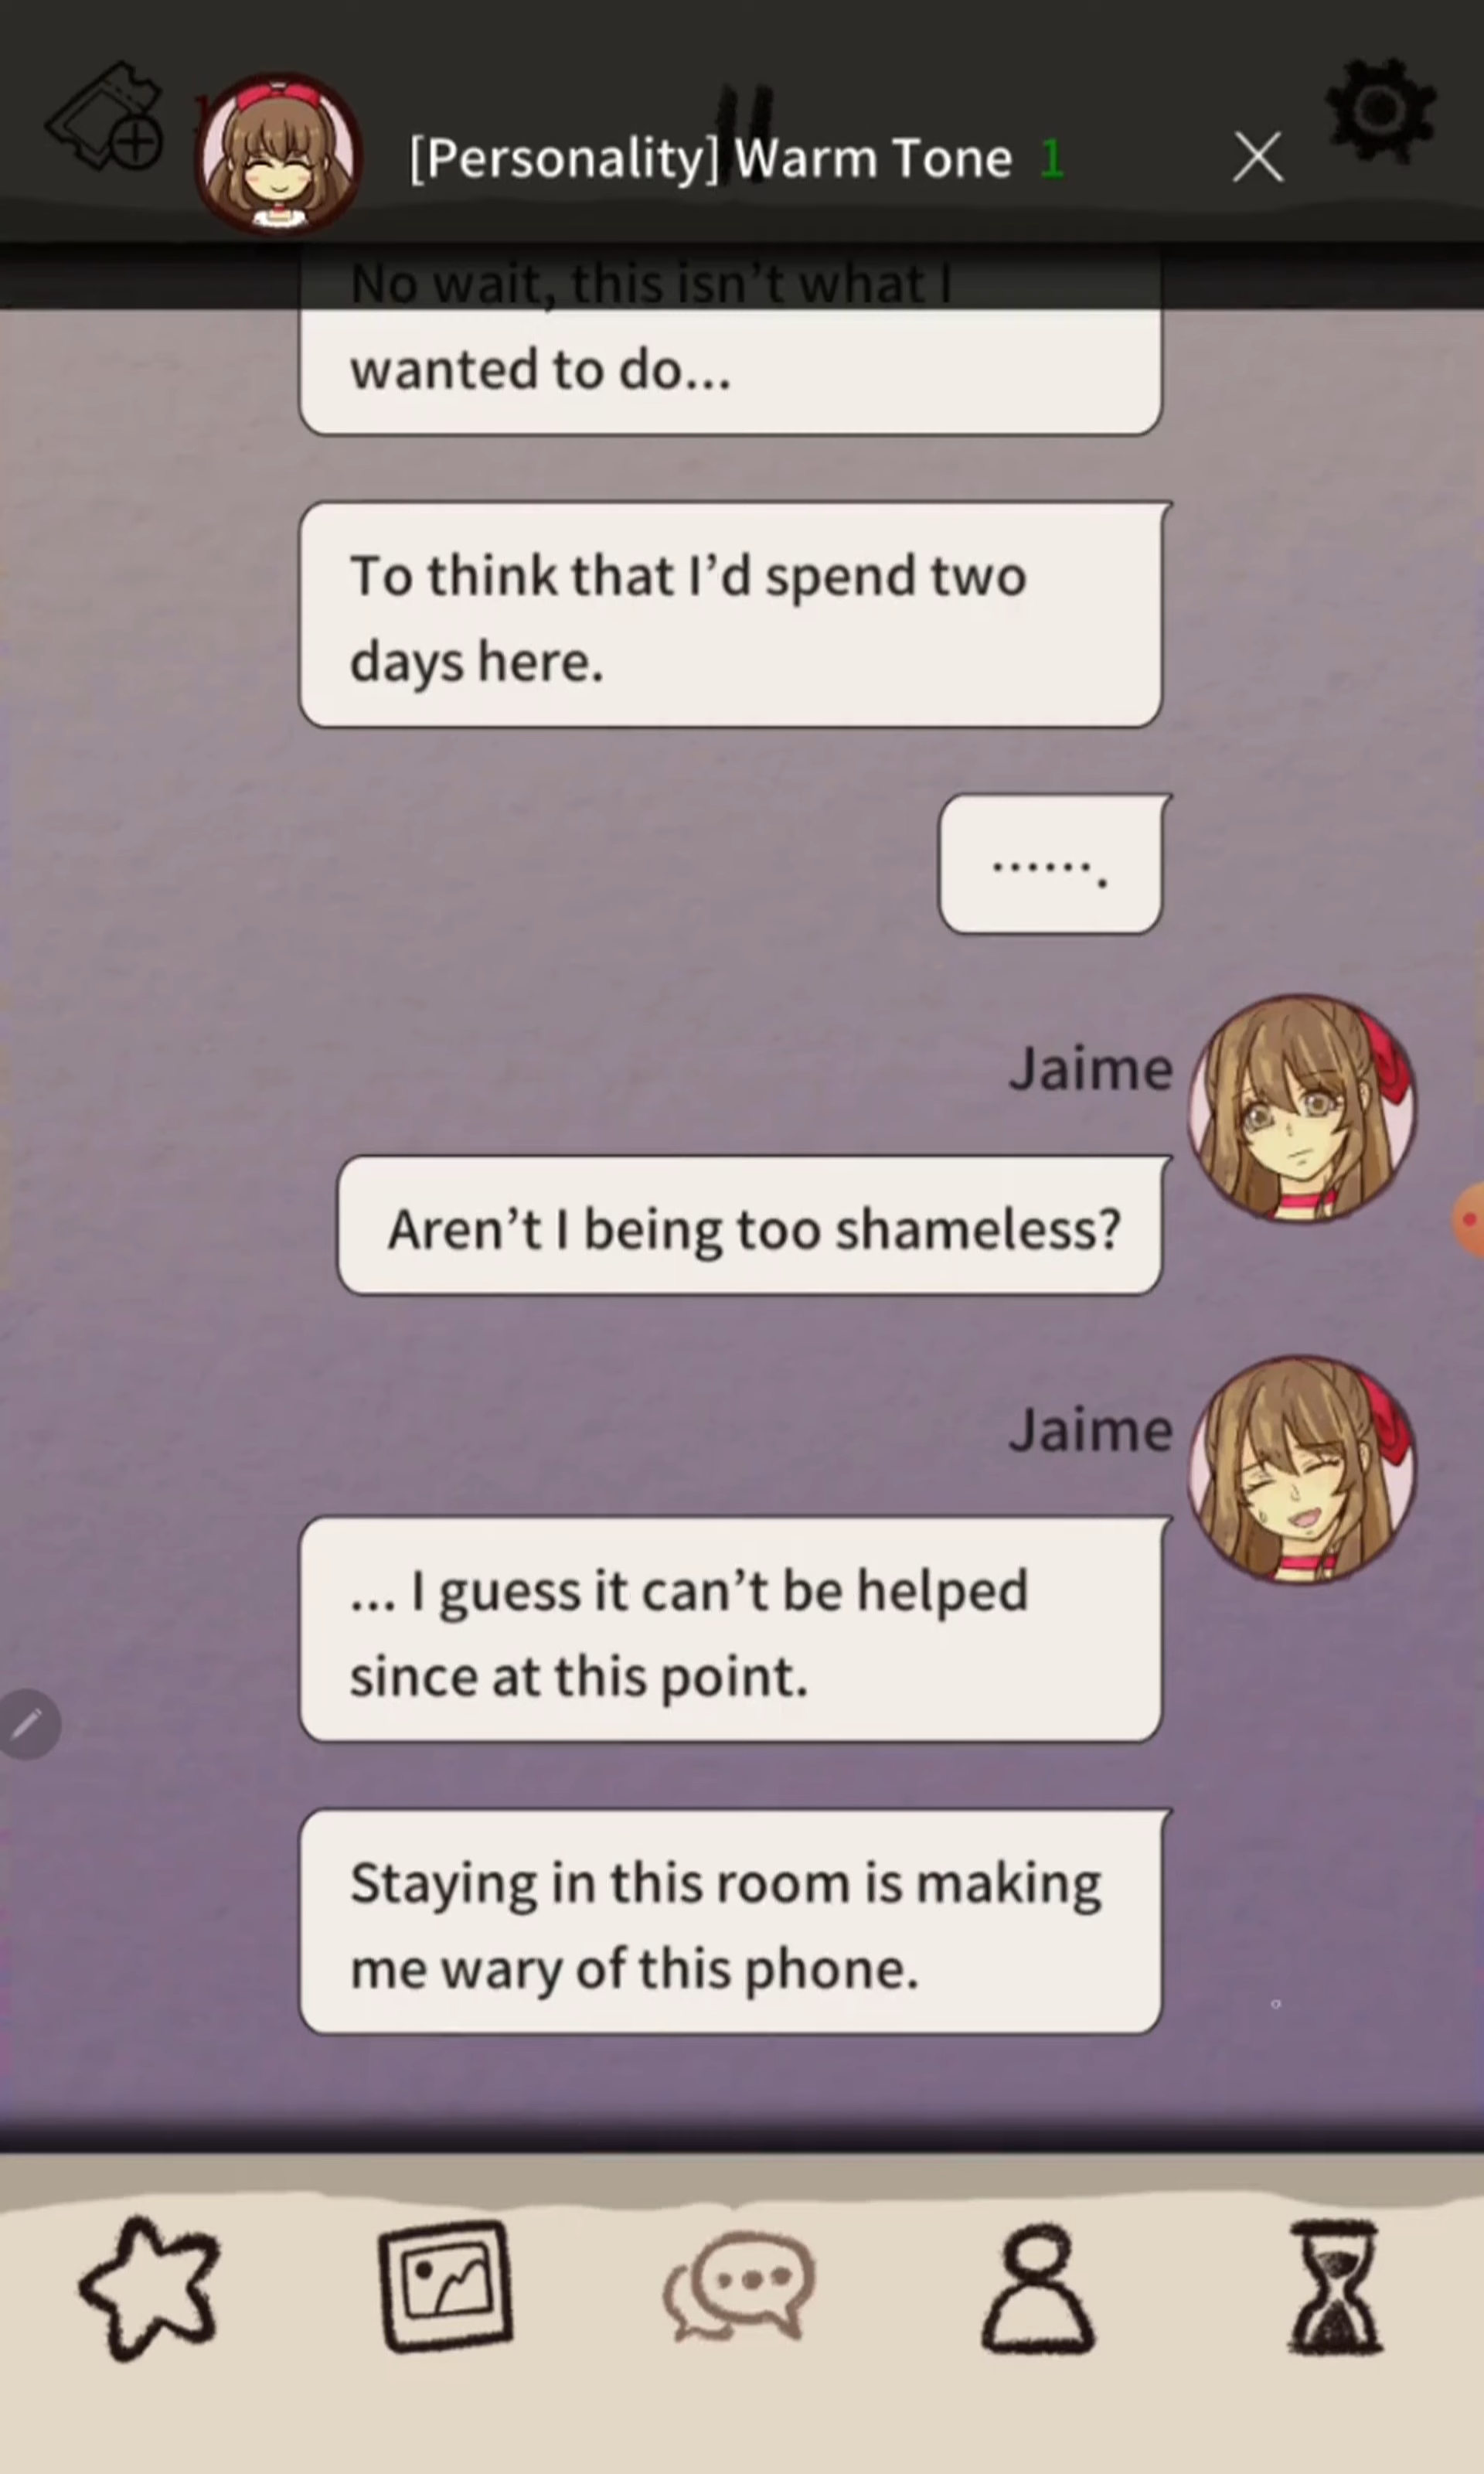 [Personality] Warm Tone 1
No wait, this isn't what I
wanted to do...
To think that I'd spend two
days here.
…….
Jaime
Aren't I being too shameless?
Jaime
... I guess it can't be helped
since at this point.
Staying in this room is making
me wary of this phone.